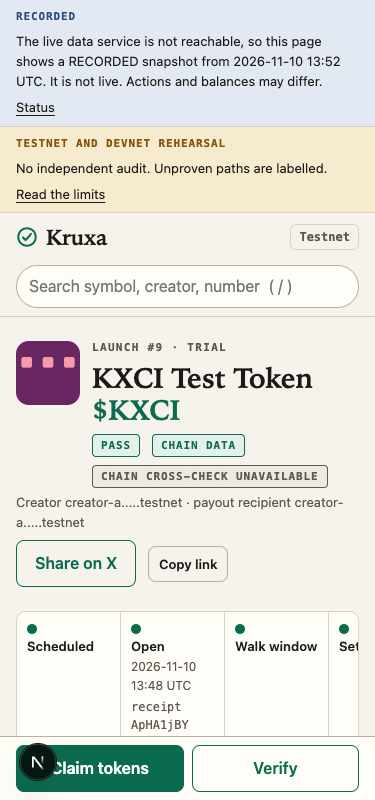 RECORDED
The live data service is not reachable, so this page
shows a RECORDED snapshot from 2026-11-10 13:52
UTC. It is not live. Actions and balances may differ.
Status
TESTNET AND DEVNET REHEARSAL
No independent audit. Unproven paths are labelled.
Read the limits
Kruxa
Testnet
Search symbol, creator, number ( / )
LAUNCH #9 · TRIAL
KXCI Test Token
$KXCI
PASS
CHAIN DATA
CHAIN CROSS-CHECK UNAVAILABLE
Creator creator-a.....testnet · payout recipient creator-
a.....testnet
Share on X
Copy link
Scheduled
Open
2026-11-10
13:48 UTC
receipt
ApHA1jBY
Walk window
N
tokens
Verify